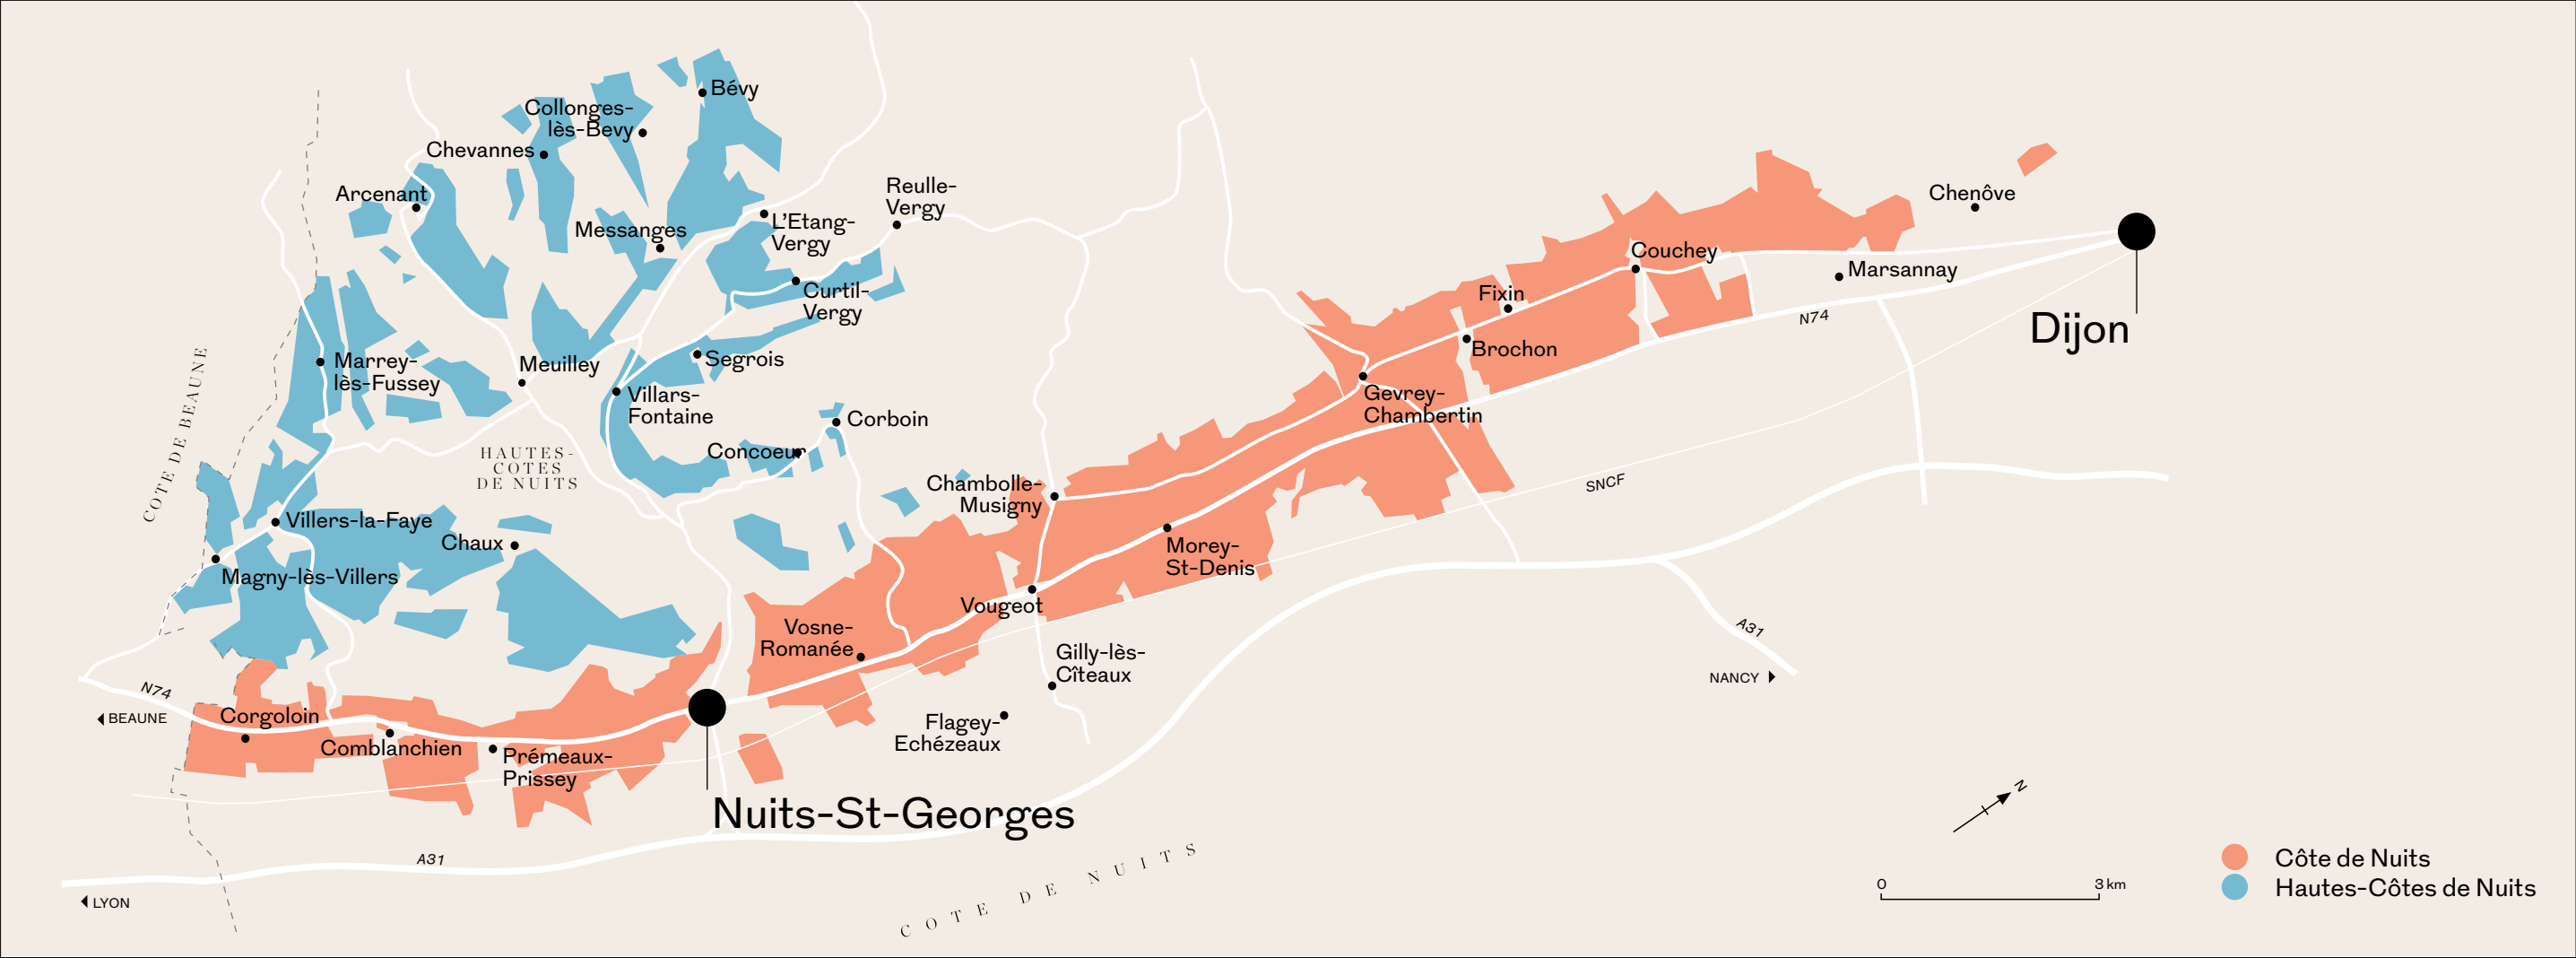 Bévy
Collonges-
lès-Bevy
Chevannes
Arcenant
Reulle-
Vergy
Chenôve
L'Etang-
Vergy
Messanges
Couchey
Marsannay
Curtil-
Vergy
Fixin
N74
Dijon
COTE DE BEAUNE
Marrey-
lès-Fussey
Meuilley
Segrois
Brochon
Villars-
Fontaine
Gevrey-
Chambertin
Corboin
Concoeur
HAUTES-
COTES
DE NUITS
Chambolle-
Musigny
SNCF
Villers-la-Faye
Chaux
Morey-
St-Denis
Magny-lès-Villers
Vougeot
Vosne-
Romanée
A31
Gilly-lès-
Cîteaux
NANCY
N74
BEAUNE
Corgoloin
Comblanchien
Flagey-
Echézeaux
Prémeaux-
Prissey
Nuits-St-Georges
N
A31
COTE DE NUITS
LYON
0 3 km
Côte de Nuits
Hautes-Côtes de Nuits